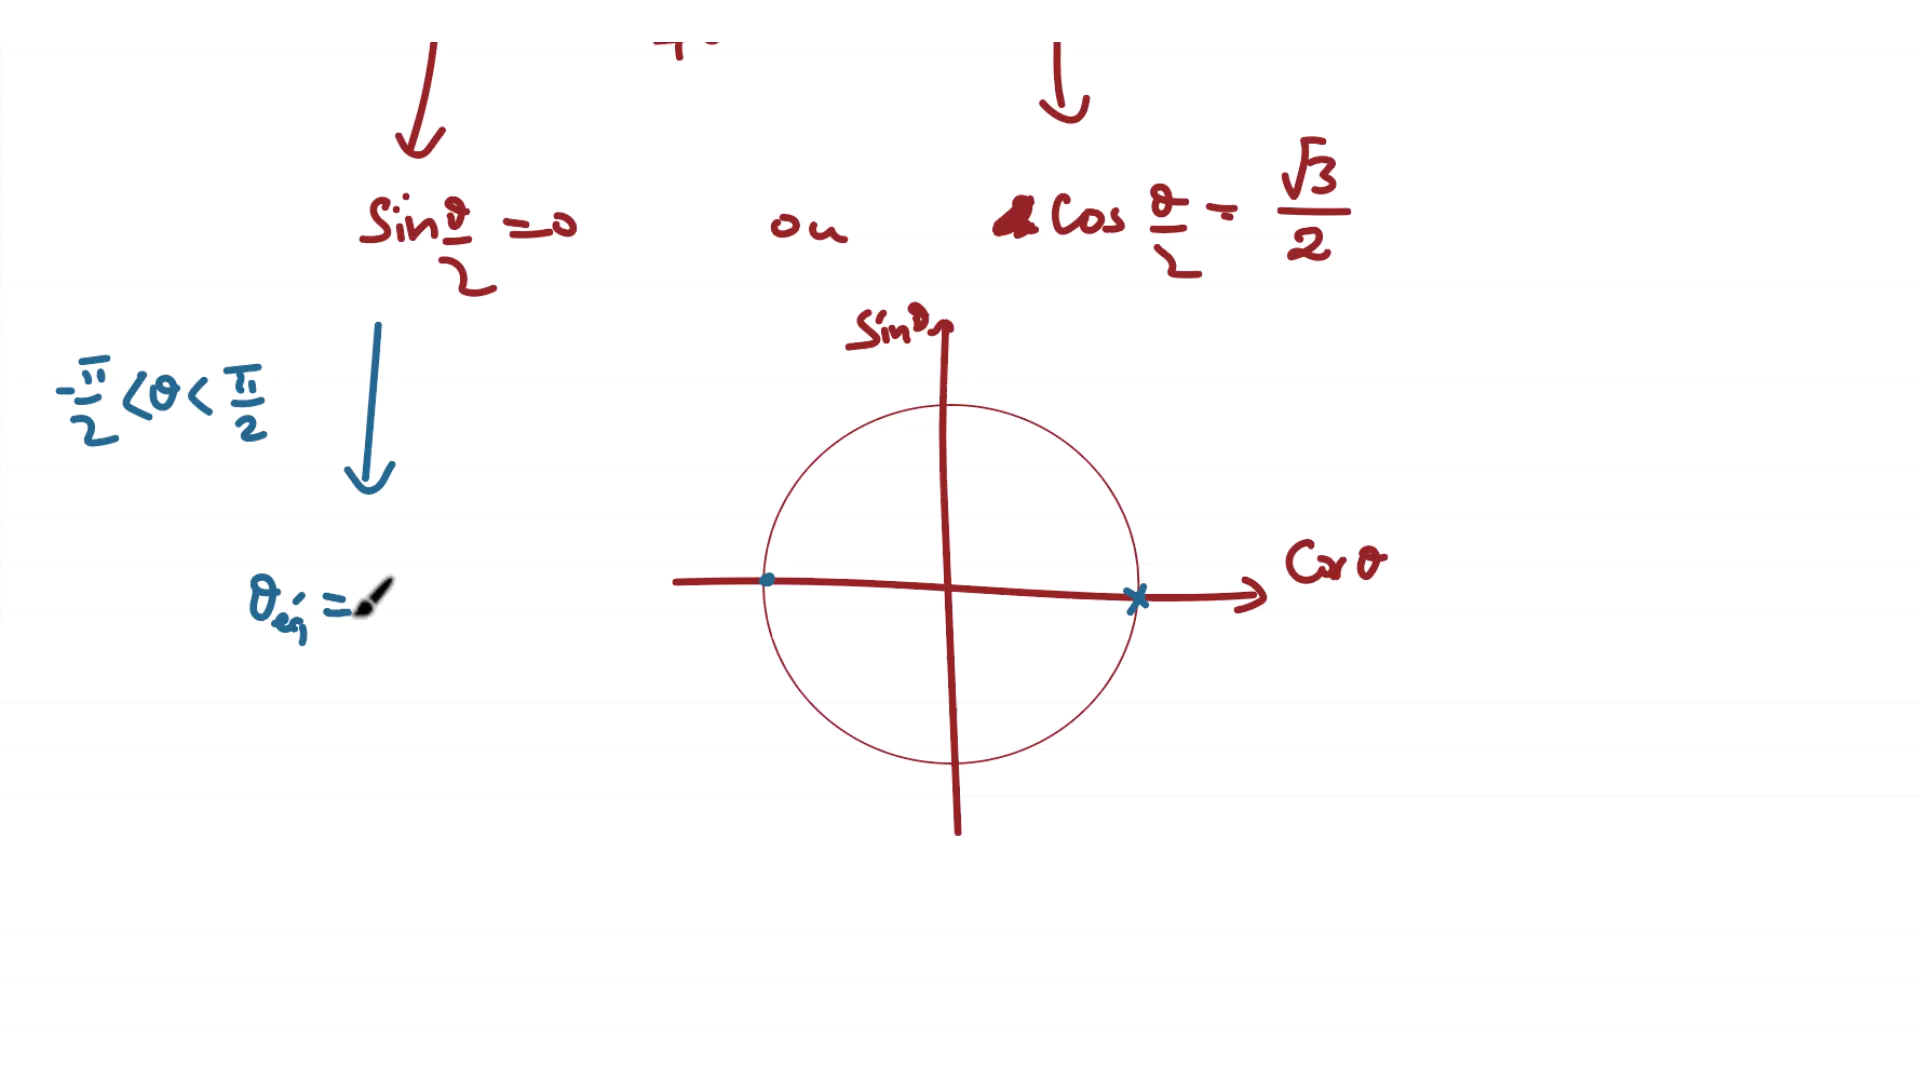 Sin θ/2 = 0 ou Cos θ/2 = √3/2
Sin θ
-π/2 < θ < π/2
Cos θ
θéq =